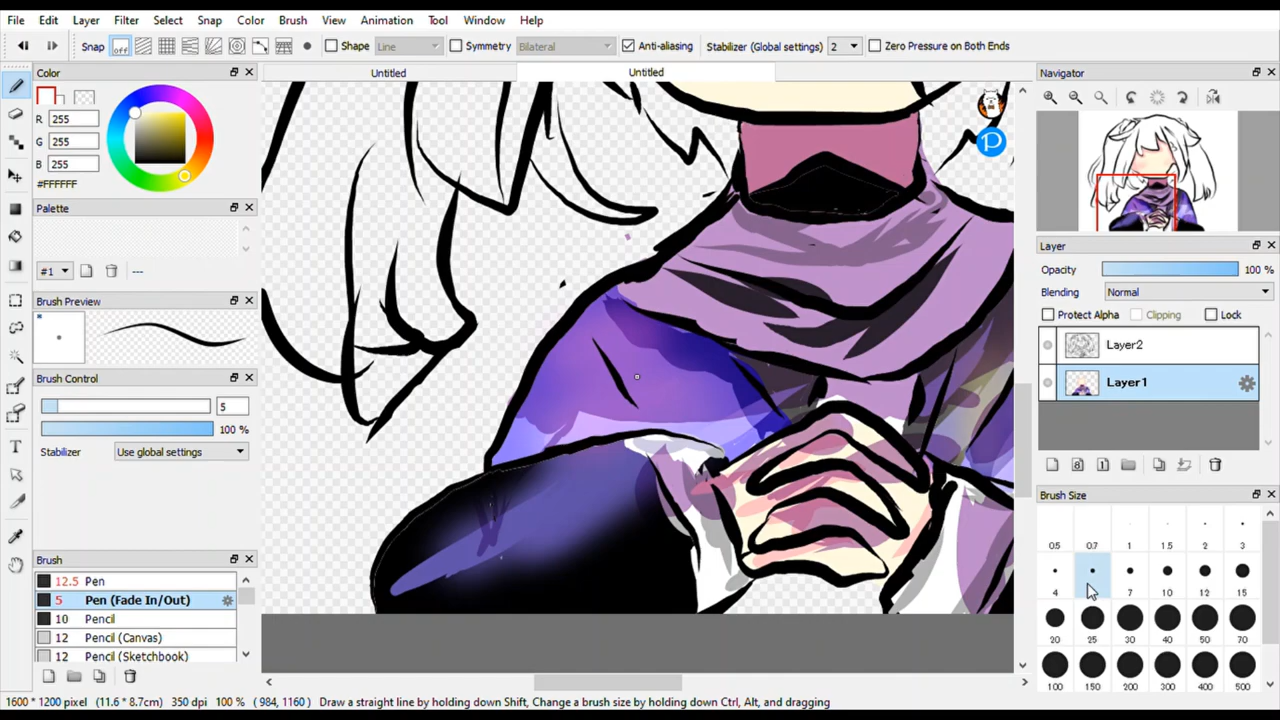 File Edit Layer Filter Select Snap Color Brush View Animation Tool Window Help
Snap off Shape Line Symmetry Bilateral Anti-aliasing Stabilizer (Global settings) 2 Zero Pressure on Both Ends
Color
R 255
G 255
B 255
#FFFFFF
Palette
#1 ---
Brush Preview
Brush Control
5
100 %
Stabilizer Use global settings
Brush
12.5 Pen
5 Pen (Fade In/Out)
10 Pencil
12 Pencil (Canvas)
12 Pencil (Sketchbook)
Untitled Untitled
P
Navigator
Layer
Opacity 100 %
Blending Normal
Protect Alpha Clipping Lock
Layer2
Layer1
Brush Size
0.5 0.7 1 1.5 2 3
4 7 10 12 15
20 25 30 40 50 70
100 150 200 300 400 500
1600 * 1200 pixel (11.6 * 8.7cm) 350 dpi 100 % ( 984, 1160 ) Draw a straight line by holding down Shift, Change a brush size by holding down Ctrl, Alt, and dragging